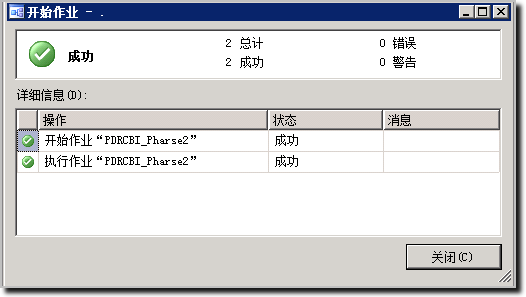 开始作业 - .
成功
2 总计
0 错误
2 成功
0 警告
详细信息(D):
操作 状态 消息
开始作业“PDRCBI_Pharse2” 成功
执行作业“PDRCBI_Pharse2” 成功
关闭(C)